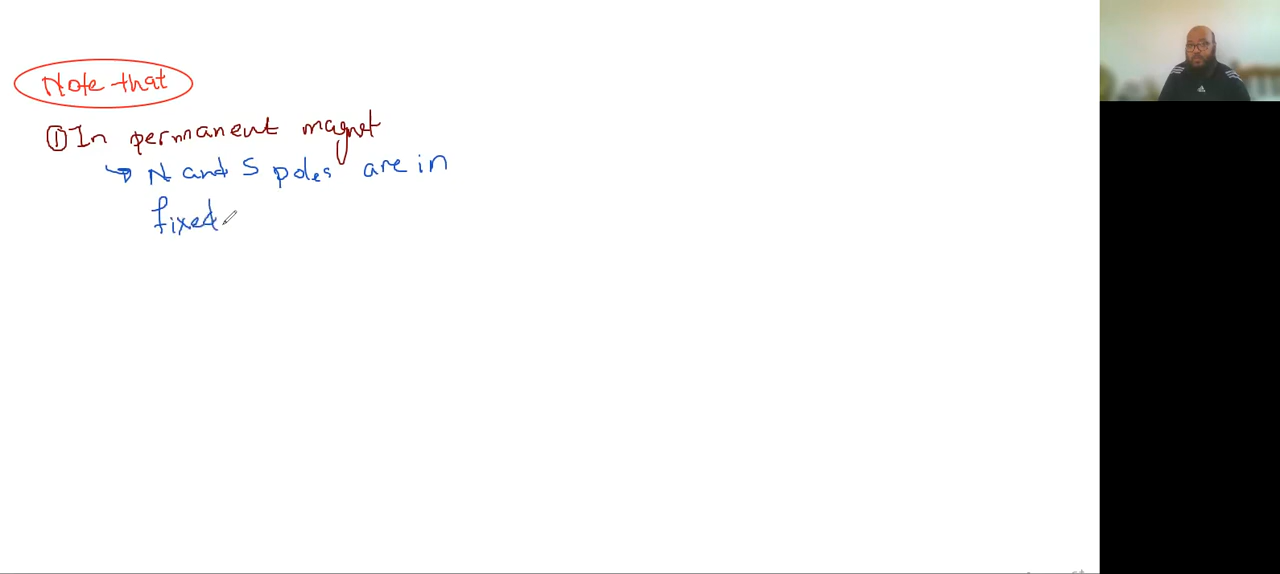 Note that
① In permanent magnet
↳ N and S poles are in
fixed